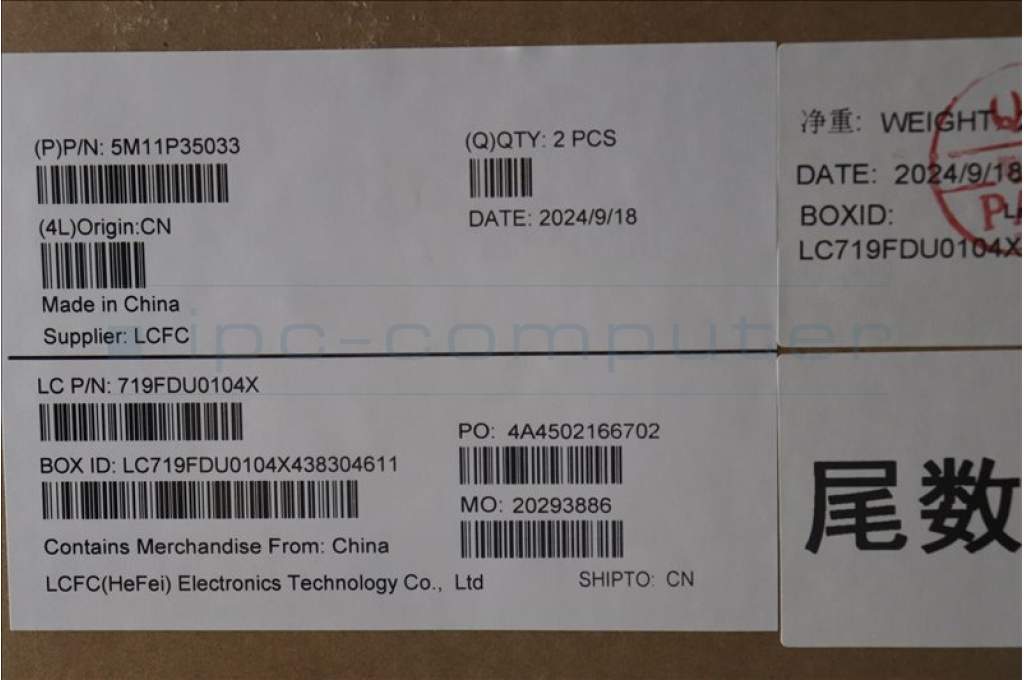 (P)P/N: 5M11P35033
(Q)QTY: 2 PCS
(4L)Origin:CN
DATE: 2024/9/18
Made in China
Supplier: LCFC
ipc-computer
LC P/N: 719FDU0104X
PO: 4A4502166702
BOX ID: LC719FDU0104X438304611
MO: 20293886
Contains Merchandise From: China
LCFC(HeFei) Electronics Technology Co., Ltd
SHIPTO: CN
净重: WEIGHT
DATE: 2024/9/18
BOXID:
LC719FDU0104X
尾数